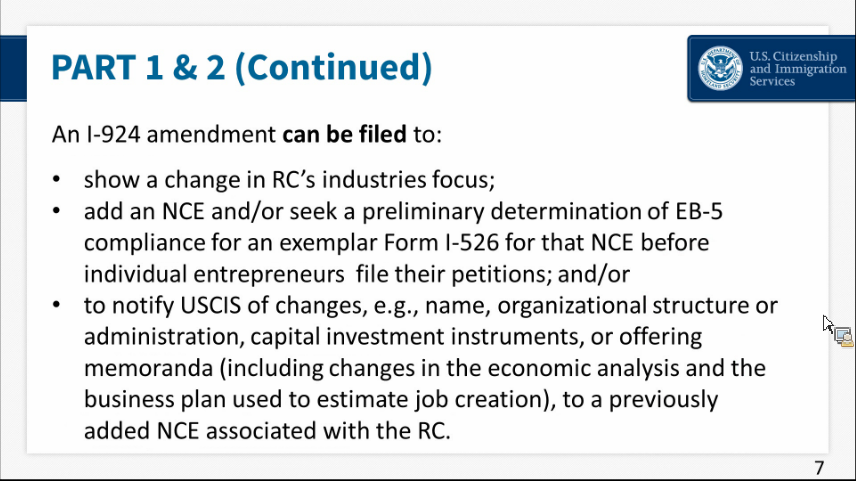 PART 1 & 2 (Continued)
U.S. Citizenship
and Immigration
Services
An I-924 amendment can be filed to:
• show a change in RC's industries focus;
• add an NCE and/or seek a preliminary determination of EB-5
compliance for an exemplar Form I-526 for that NCE before
individual entrepreneurs file their petitions; and/or
• to notify USCIS of changes, e.g., name, organizational structure or
administration, capital investment instruments, or offering
memoranda (including changes in the economic analysis and the
business plan used to estimate job creation), to a previously
added NCE associated with the RC.
7